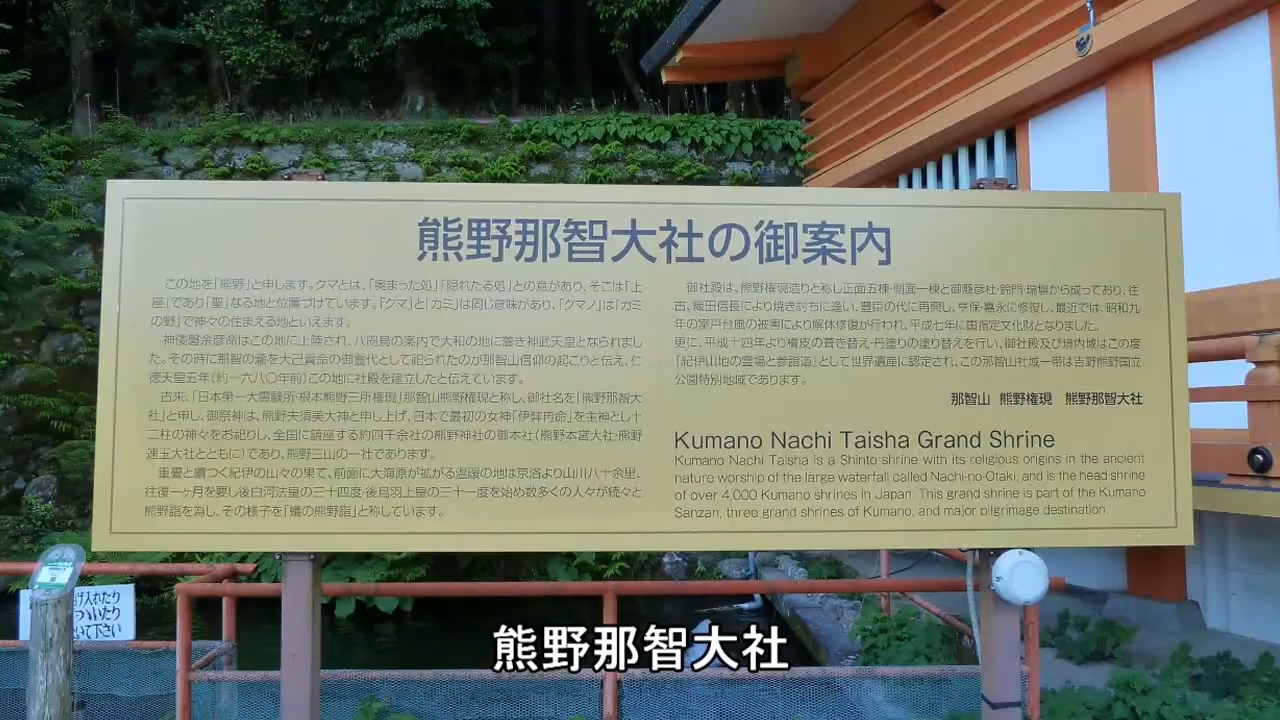 熊野那智大社の御案内
この地を「熊野」と申します。クマとは、「奥まった処」「隠れたる処」との意があり、そこは「上
座」であり「聖」なる地と位置づけています。「クマ」と「カミ」は同じ意味があり、「クマノ」は「カミ
の野」で神々の住まえる地といえます。
神倭磐余彦命はこの地に上陸され、八咫烏の案内で大和の地に蓋き神武天皇となられまし
た。その時に那智の瀧を大己貴命の御霊代として祀られたのが那智山信仰の起こりと伝え、仁
徳天皇五年(約一六八〇年前)この地に社殿を建立したと伝えています。
古来、「日本第一大霊験所・根本熊野三所権現」那智山熊野権現と称し、御社名を「熊野那智大
社」と申し、御祭神は、熊野夫須美大神と申し上げ、日本で最初の女神「伊弉冉命」を主神とし十
二柱の神々をお祀りし、全国に鎮座する約四千余社の熊野神社の御本社(熊野本宮大社・熊野
速玉大社とともに)であり、熊野三山の一社であります。
重畳と續つく紀伊の山々の果て、前面に大海原が拡がる温暖の地は京洛より山川八十余里、
往復一ヶ月を要し後白河法皇の三十四度・後鳥羽上皇の三十一度を始め数多くの人々が続々と
熊野詣を為し、その様子を「蟻の熊野詣」と称しています。
御社殿は、熊野権現造りと称し正面五棟・側面一棟と御縣彦社・鈴門・瑞垣から成っており、往
古、織田信長により焼き討ちに逢い、豊臣の代に再興し、享保・嘉永に修復し、最近では、昭和九
年の室戸台風の被害により解体修復が行われ、平成七年に国指定文化財となりました。
更に、平成十四年より檜皮の葺き替え・丹塗りの塗り替えを行い、御社殿及び境内域はこの度
「紀伊山地の霊場と参詣道」として世界遺産に認定され、この那智山社域一帯は吉野熊野国立
公園特別地域であります。
那智山 熊野権現 熊野那智大社
Kumano Nachi Taisha Grand Shrine
Kumano Nachi Taisha is a Shinto shrine with its religious origins in the ancient
nature worship of the large waterfall called Nachi-no-Otaki, and is the head shrine
of over 4,000 Kumano shrines in Japan. This grand shrine is part of the Kumano
Sanzan, three grand shrines of Kumano, and major pilgrimage destination.
げ入れたり
いたり
いて下さい
熊野那智大社